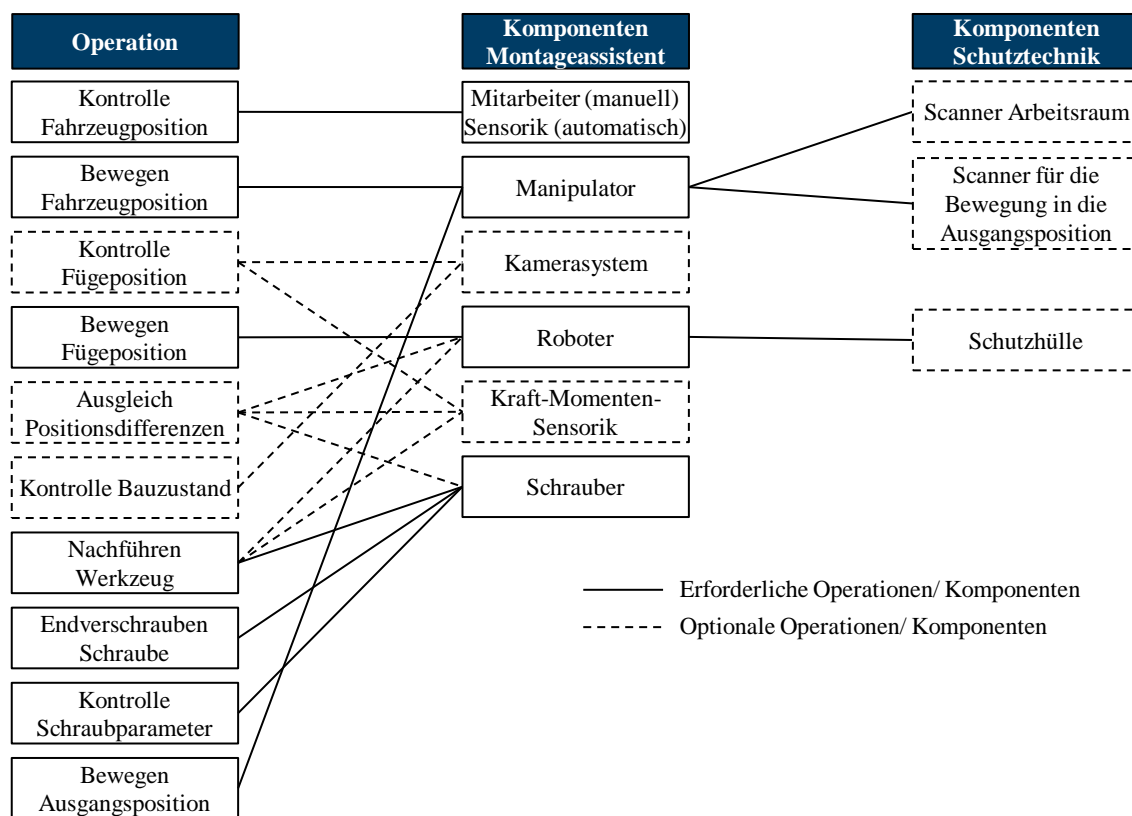 Operation
Kontrolle
Fahrzeugposition
Bewegen
Fahrzeugposition
Kontrolle
Fügeposition
Bewegen
Fügeposition
Ausgleich
Positionsdifferenzen
Kontrolle Bauzustand
Nachführen
Werkzeug
Endverschrauben
Schraube
Kontrolle
Schraubparameter
Bewegen
Ausgangsposition
Komponenten
Montageassistent
Mitarbeiter (manuell)
Sensorik (automatisch)
Manipulator
Kamerasystem
Roboter
Kraft-Momenten-
Sensorik
Schrauber
Komponenten
Schutztechnik
Scanner Arbeitsraum
Scanner für die
Bewegung in die
Ausgangsposition
Schutzhülle
Erforderliche Operationen/ Komponenten
Optionale Operationen/ Komponenten